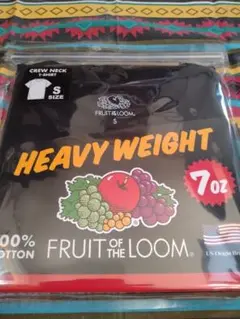 CREW NECK
T-SHIRT
S
SIZE
FRUIT OF THE LOOM
S
HEAVY WEIGHT
7 OZ
100%
COTTON
FRUIT OF THE LOOM®